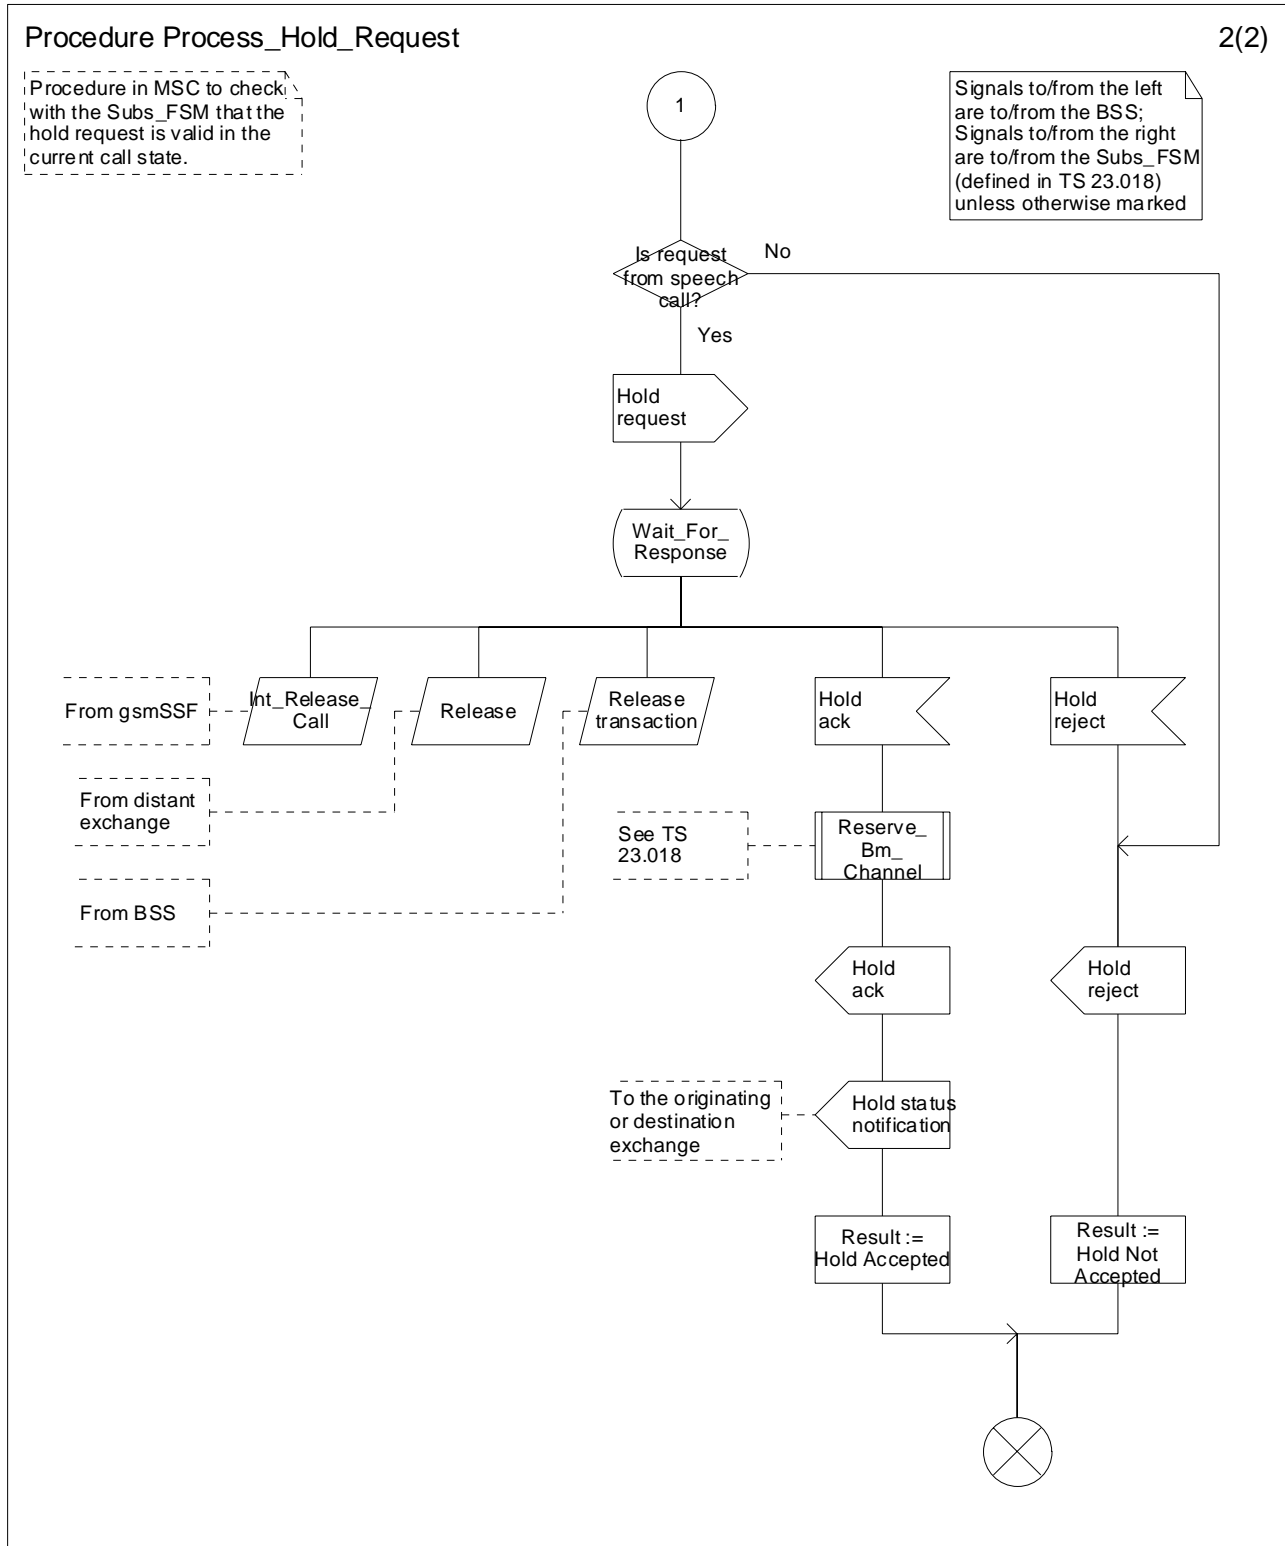 Procedure Process_Hold_Request
2(2)
Procedure in MSC to check
with the Subs_FSM that the
hold request is valid in the
current call state.
1
Signals to/from the left
are to/from the BSS;
Signals to/from the right
are to/from the Subs_FSM
(defined in TS 23.018)
unless otherwise marked
Is request
from speech
call?
No
Yes
Hold
request
Wait_For_
Response
From gsmSSF
Int_Release_
Call
Release
Release
transaction
Hold
ack
Hold
reject
From distant
exchange
See TS
23.018
Reserve_
Bm_
Channel
From BSS
Hold
ack
Hold
reject
To the originating
or destination
exchange
Hold status
notification
Result :=
Hold Accepted
Result :=
Hold Not
Accepted